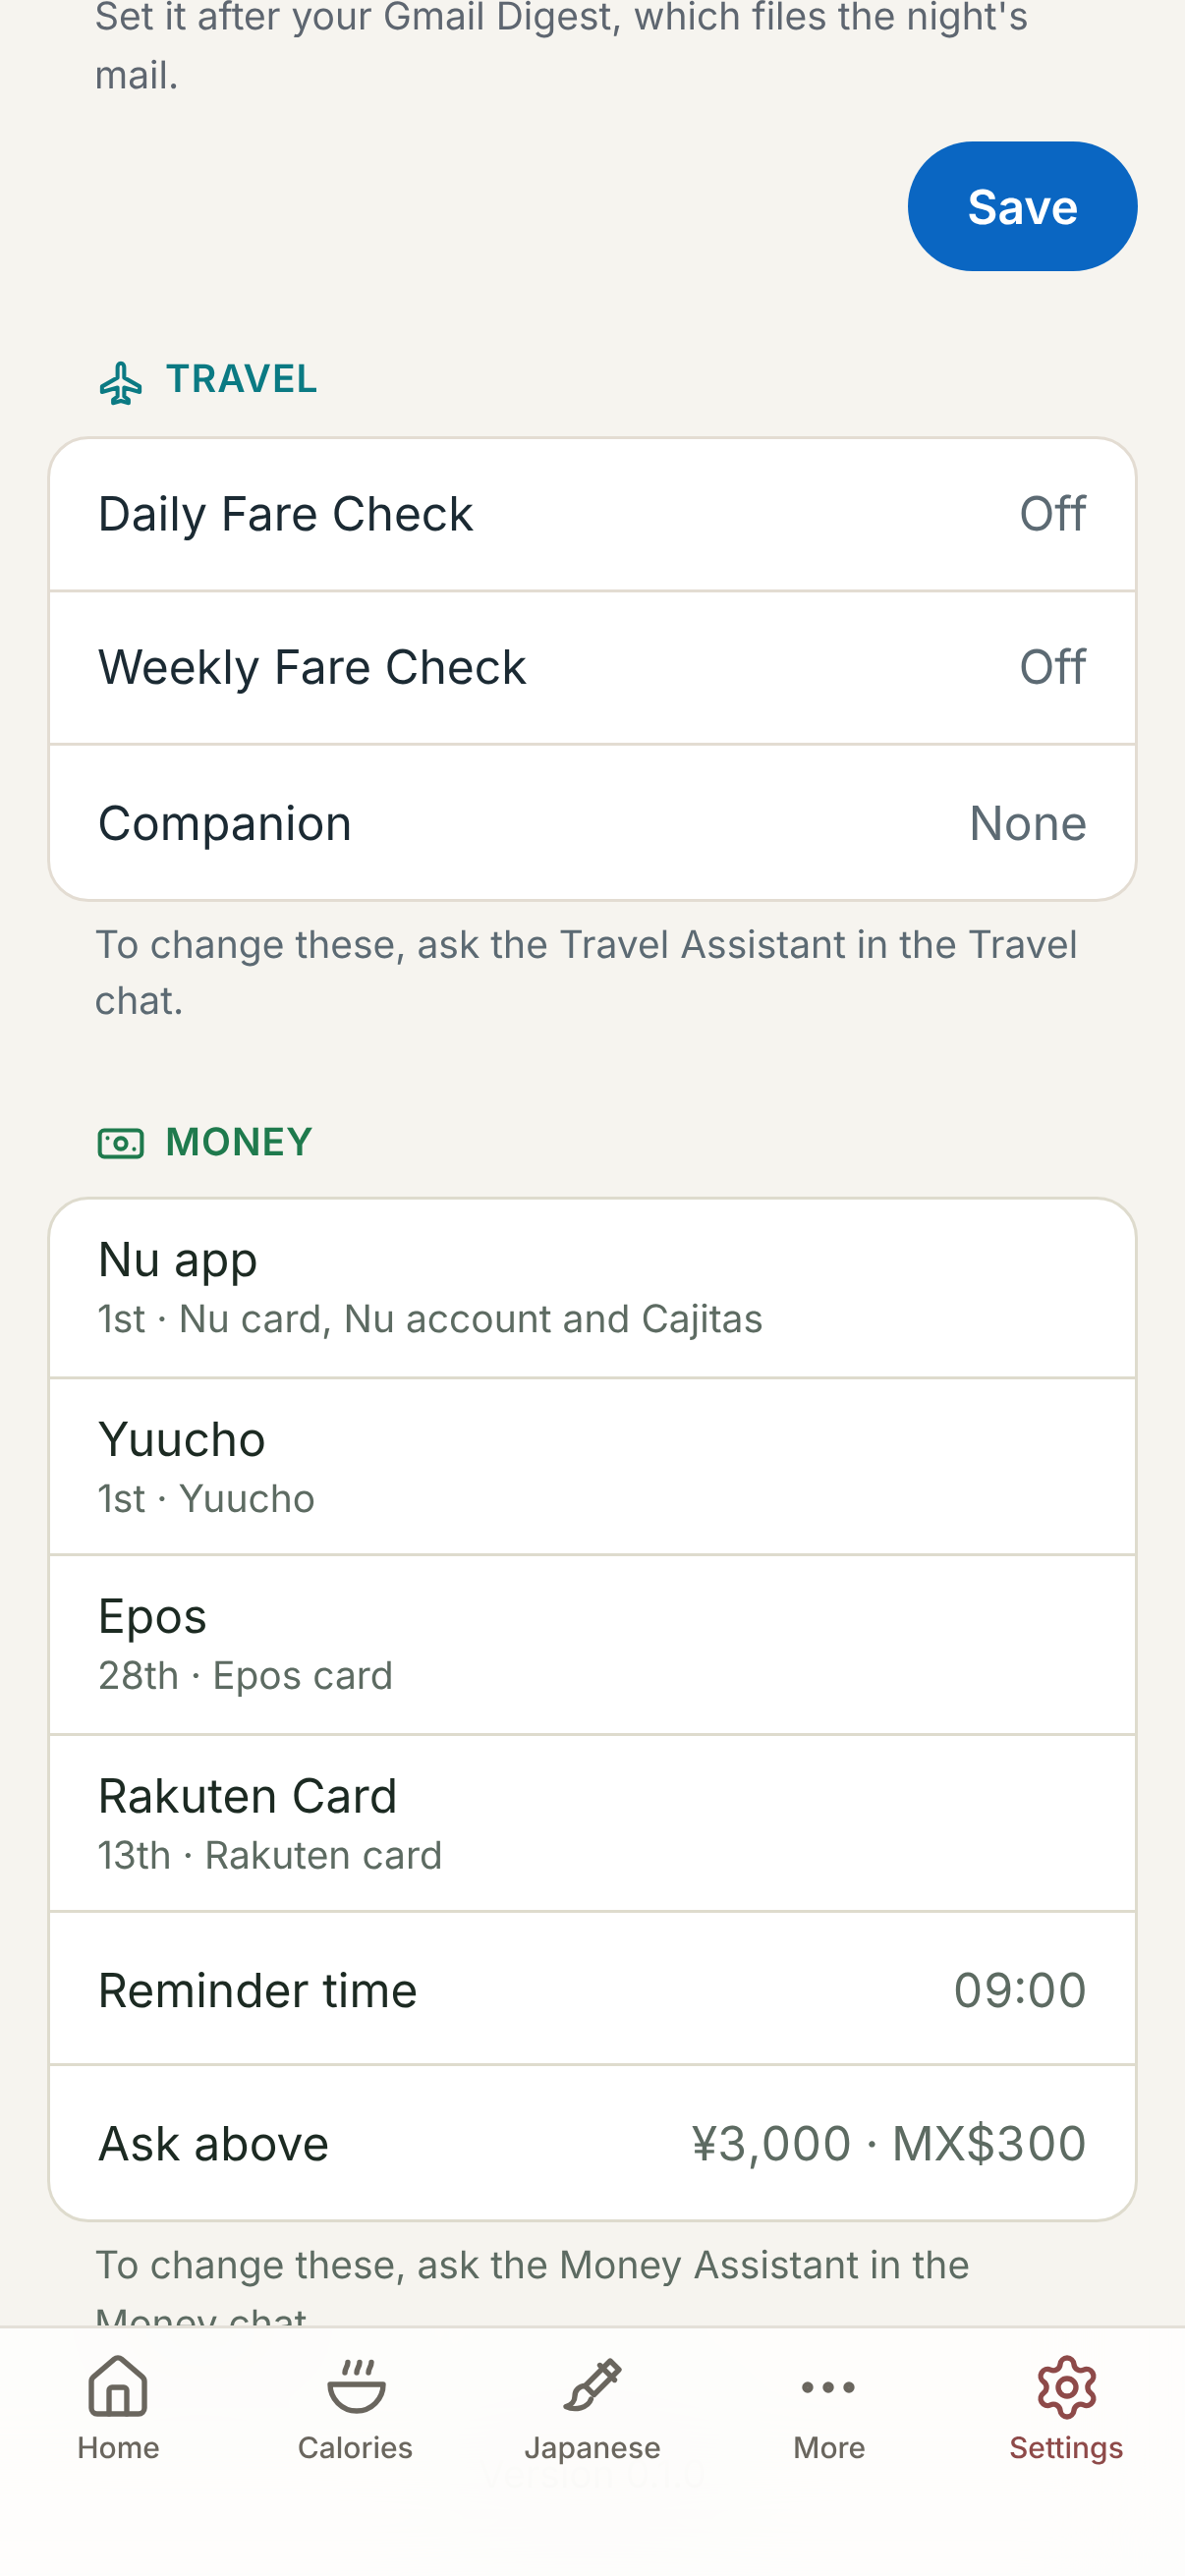 Set it after your Gmail Digest, which files the night's
mail.
Save
TRAVEL
Daily Fare Check
Off
Weekly Fare Check
Off
Companion
None
To change these, ask the Travel Assistant in the Travel
chat.
MONEY
Nu app
1st · Nu card, Nu account and Cajitas
Yuucho
1st · Yuucho
Epos
28th · Epos card
Rakuten Card
13th · Rakuten card
Reminder time
09:00
Ask above
¥3,000 · MX$300
To change these, ask the Money Assistant in the
Money chat.
Home
Calories
Japanese
More
Settings